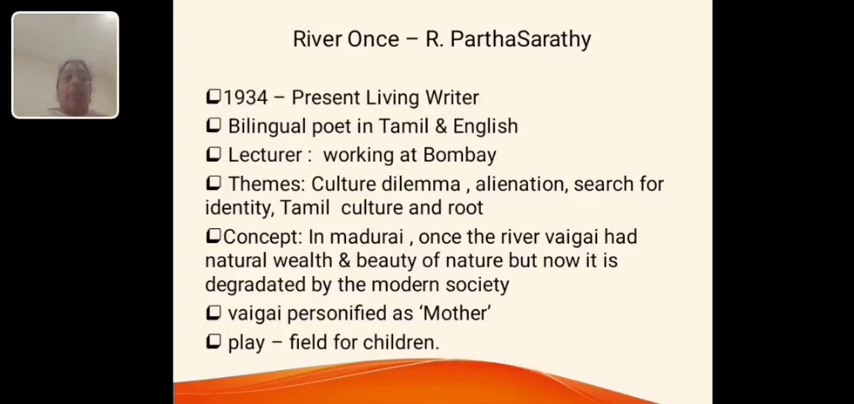 River Once – R. ParthaSarathy
1934 – Present Living Writer
Bilingual poet in Tamil & English
Lecturer : working at Bombay
Themes: Culture dilemma , alienation, search for
identity, Tamil culture and root
Concept: In madurai , once the river vaigai had
natural wealth & beauty of nature but now it is
degradated by the modern society
vaigai personified as ‘Mother’
play – field for children.